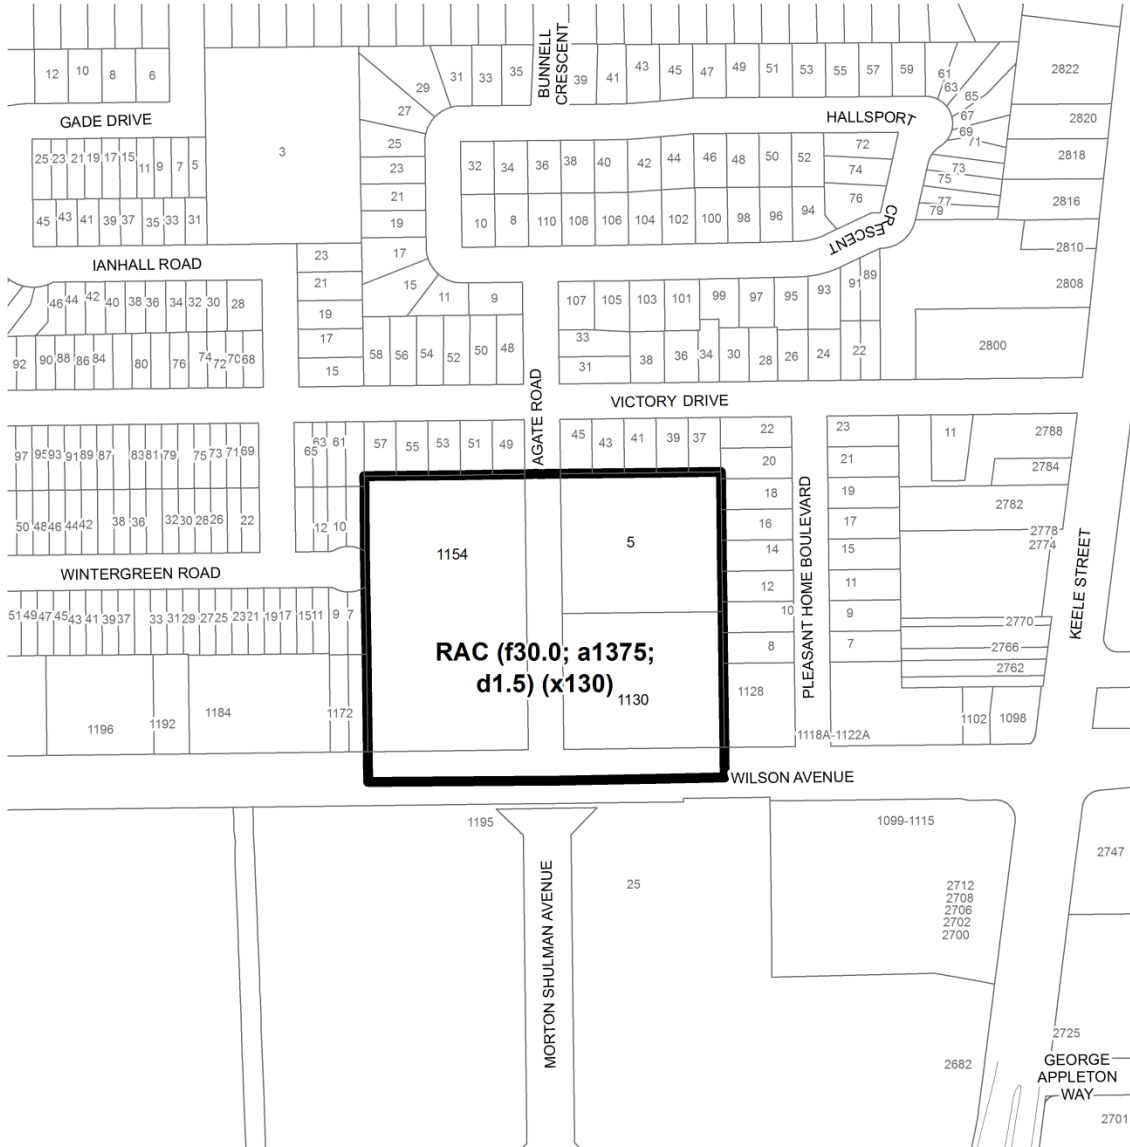 BUNNELL
CRESCENT
12 10 8 6
29 31 33 35 39 41 43 45 47 49 51 53 55 57 59 61 63 65 2822
27
67 2820
GADE DRIVE
HALLSPORT
69
71
25 72 2818
25 23 21 19 17 15 11 9 7 5
3
23 32 34 36 38 40 42 44 46 48 50 52 74 73
75
21 76 77 2816
79
45 43 41 39 37 35 33 31
19 10 8 110 108 106 104 102 100 98 96 94
CRESCENT
2810
23 17
IANHALL ROAD
21 15 91 89 2808
46 44 42 40 38 36 34 32 30 28
11 9 107 105 103 101 99 97 95 93
19
17 33 2800
92 90 88 86 84 80 76 74 72 70 68
58 56 54 52 50 48 38 36 34 30 28 26 24 22
15 31
VICTORY DRIVE
AGATE ROAD
97 95 93 91 89 87 83 81 79 75 73 71 69
65 63 61 57 55 53 51 49 45 43 41 39 37 22 23 11 2788
20 21 2784
18 19 2782
50 48 46 44 42 38 36 32 30 28 26 22 12 10
16 17 2778
2774
1154 5 14 15
WINTERGREEN ROAD
12 11
PLEASANT HOME BOULEVARD
KEELE STREET
51 49 47 45 43 41 39 37 33 31 29 27 25 23 21 19 17 15 11 9 7
10 9 2770
8 7 2766
2762
RAC (f30.0; a1375;
d1.5) (x130)
1130 1128
1196 1192 1184 1172 1102 1098
1118A-1122A
WILSON AVENUE
1195 1099-1115
2747
25
2712
2708
2706
2702
2700
MORTON SHULMAN AVENUE
2725
2682
GEORGE
APPLETON
WAY
2701